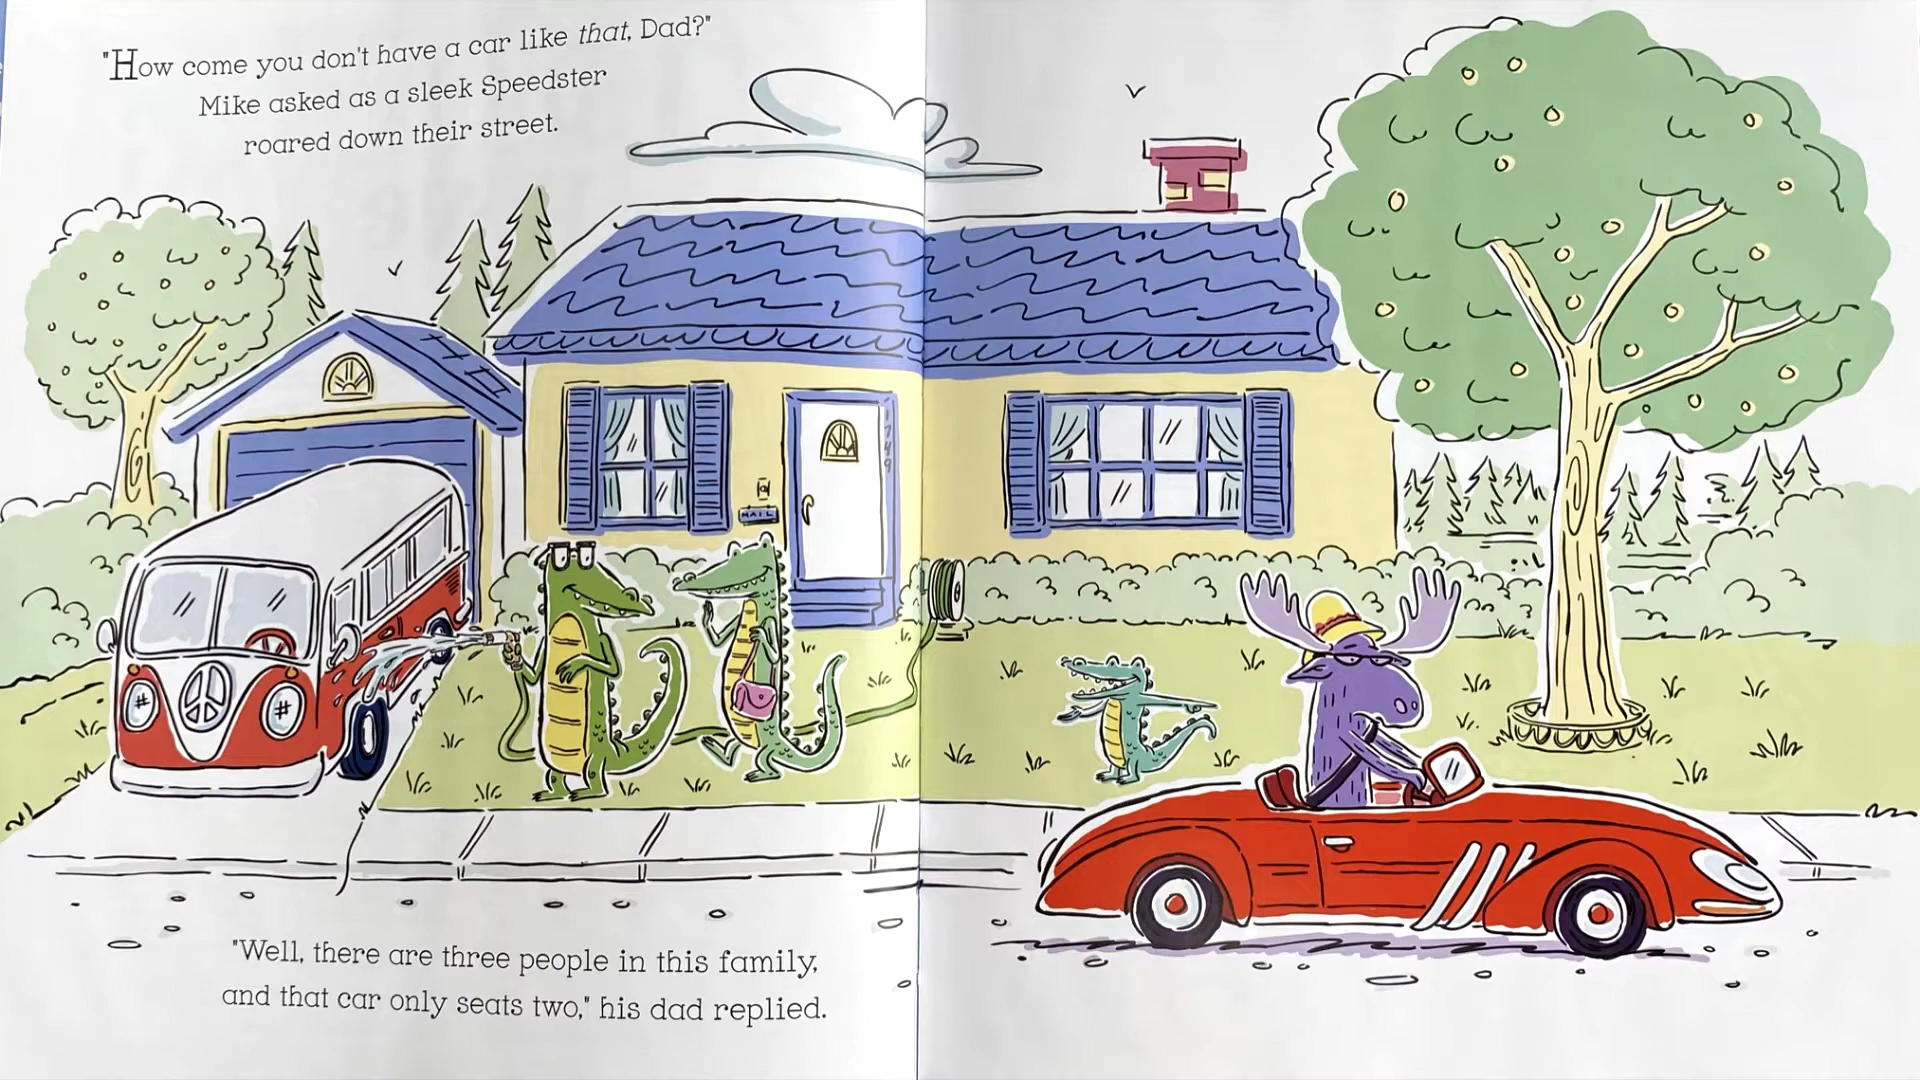 "How come you don't have a car like that, Dad?"
Mike asked as a sleek Speedster
roared down their street.
7749
MAIL
"Well, there are three people in this family,
and that car only seats two," his dad replied.